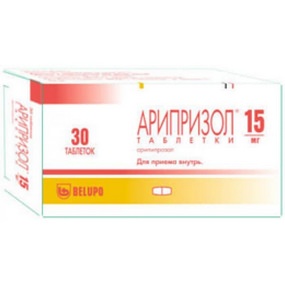 30
ТАБЛЕТОК
АРИПРИЗОЛ® 15
ТАБЛЕТКИ мг
Для приема внутрь.
арипипразол
BELUPO
АРИПРИЗОЛ 15